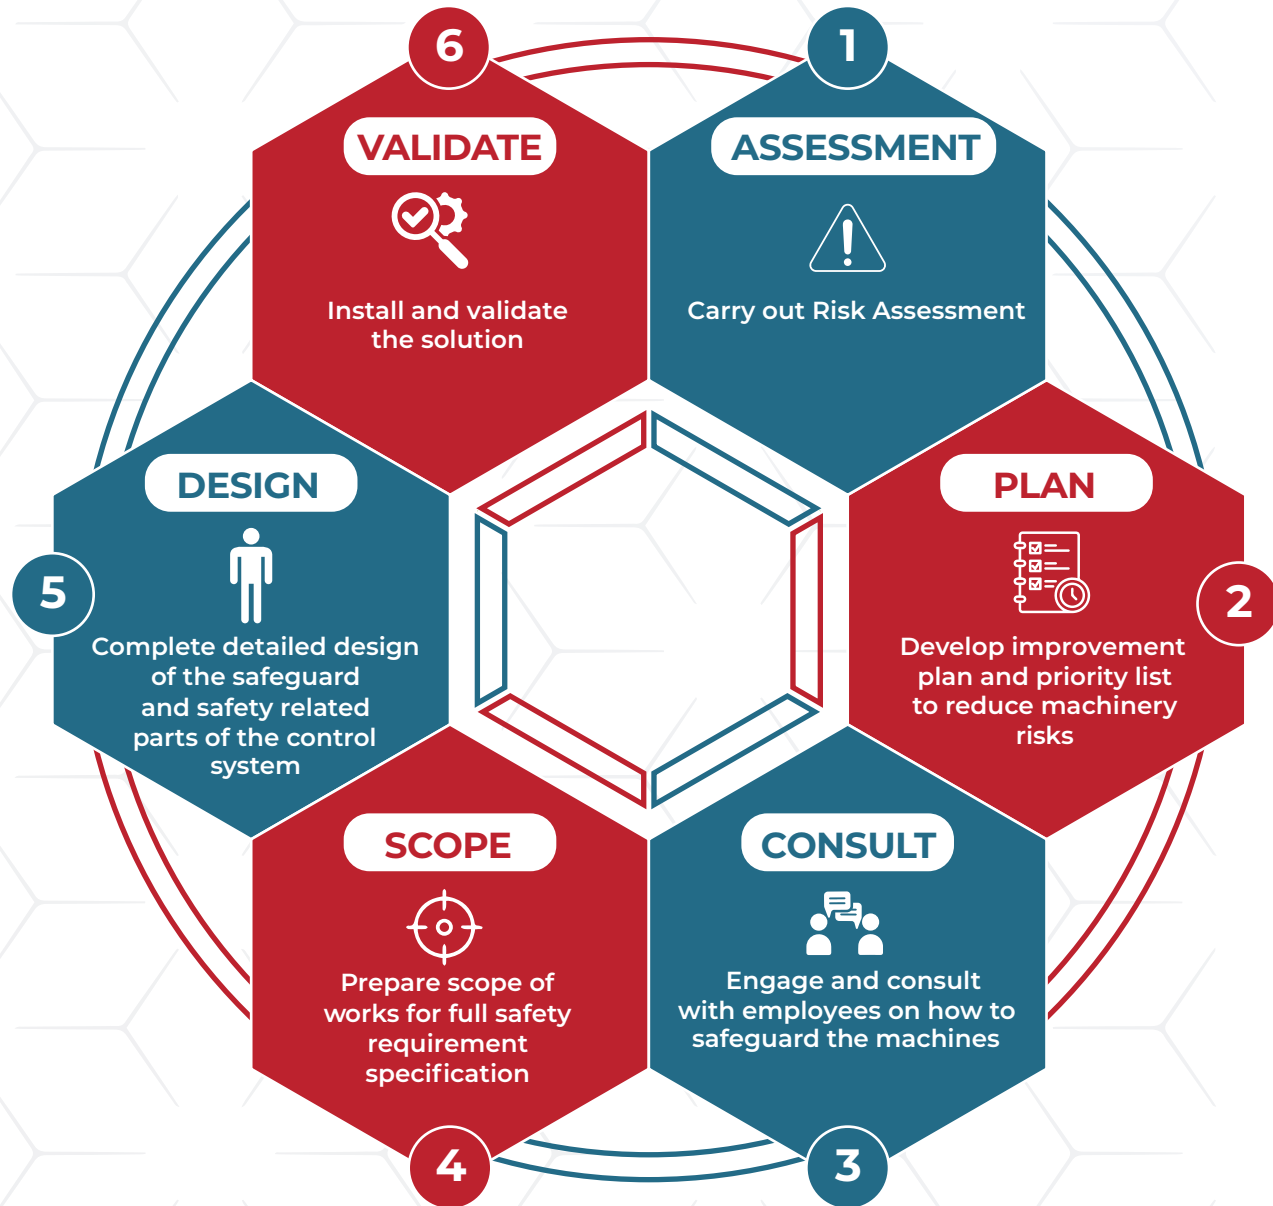 1
ASSESSMENT
Carry out Risk Assessment
2
PLAN
Develop improvement
plan and priority list
to reduce machinery
risks
3
CONSULT
Engage and consult
with employees on how to
safeguard the machines
4
SCOPE
Prepare scope of
works for full safety
requirement
specification
5
DESIGN
Complete detailed design
of the safeguard
and safety related
parts of the control
system
6
VALIDATE
Install and validate
the solution